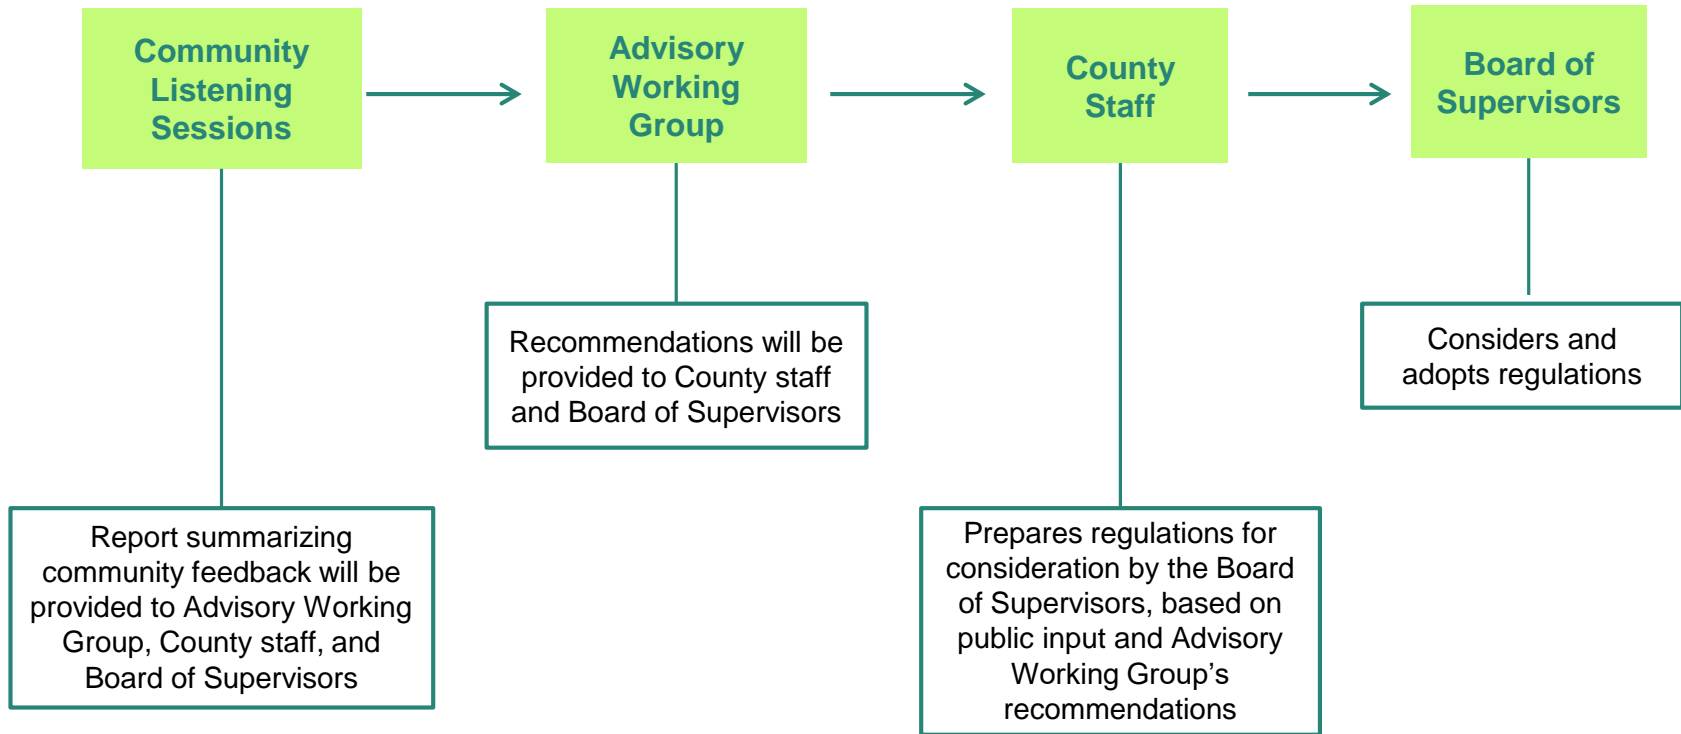 Community
Listening
Sessions
Advisory
Working
Group
County
Staff
Board of
Supervisors
Recommendations will be
provided to County staff
and Board of Supervisors
Considers and
adopts regulations
Report summarizing
community feedback will be
provided to Advisory Working
Group, County staff, and
Board of Supervisors
Prepares regulations for
consideration by the Board
of Supervisors, based on
public input and Advisory
Working Group’s
recommendations